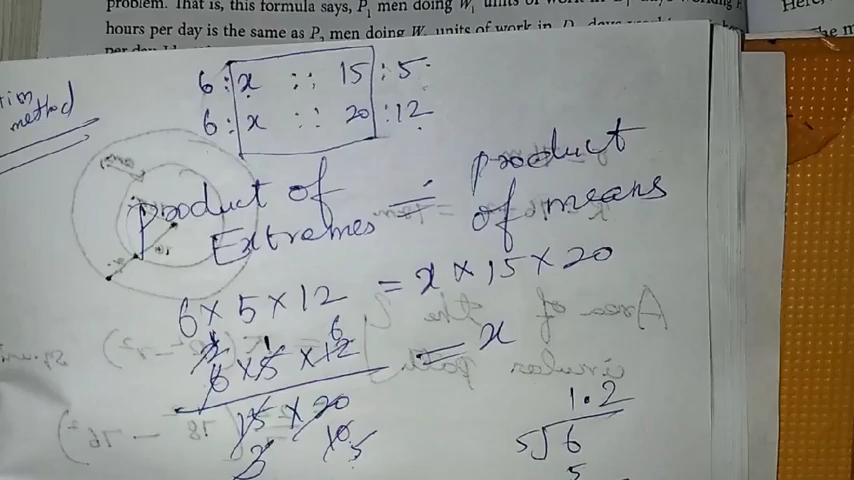 problem. That is, this formula says, P₁ men doing W₁ units of work in
hours per day is the same as P₂ men doing W units of work in D days
method
6 : x :: 15 : 5
6 : x :: 20 : 12
product of Extremes = product of means
6 × 5 × 12 = x × 15 × 20
6 × 5 × 12 = x
15 × 20
1.2
5) 6
5